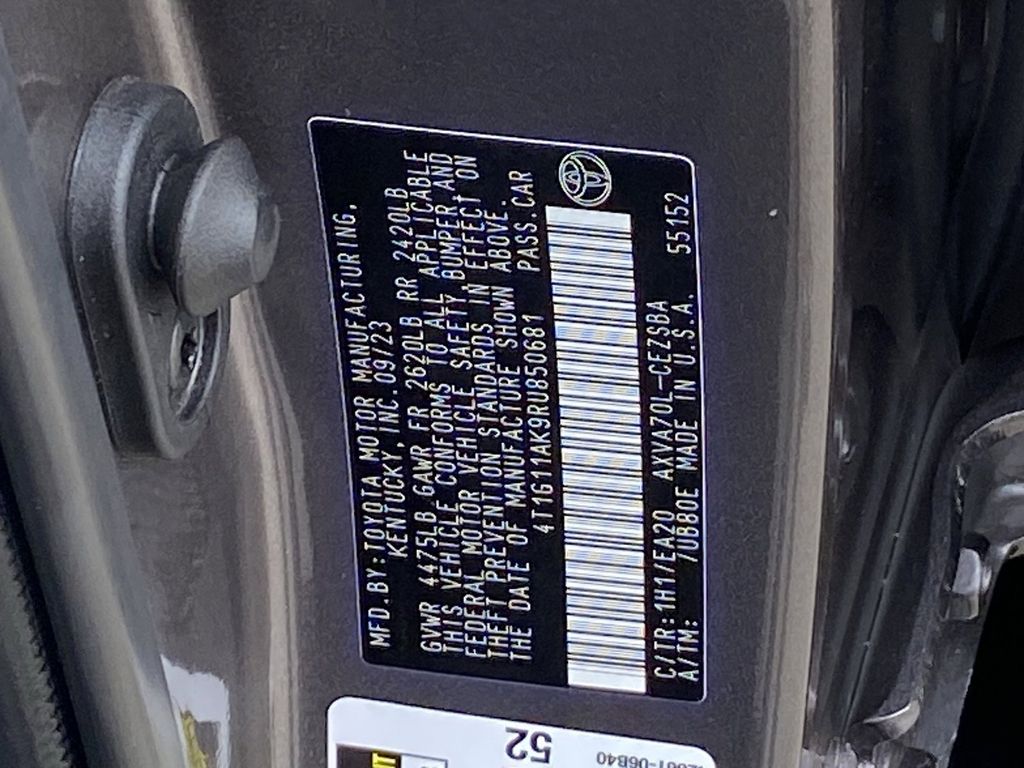 MFD.BY:TOYOTA MOTOR MANUFACTURING,
KENTUCKY, INC.09/23
GVWR 4475LB GAWR FR 2620LB RR 2420LB
THIS VEHICLE CONFORMS TO ALL APPLICABLE
FEDERAL MOTOR VEHICLE SAFETY, BUMPER, AND
THEFT PREVENTION STANDARDS IN EFFECT ON
THE DATE OF MANUFACTURE SHOWN ABOVE.
4T1G11AK9RU850681 PASS.CAR
C/TR: 1H1/EA20 AXVA70L-CEZSBA
A/TM: /UB80E MADE IN U.S.A. 55152
52